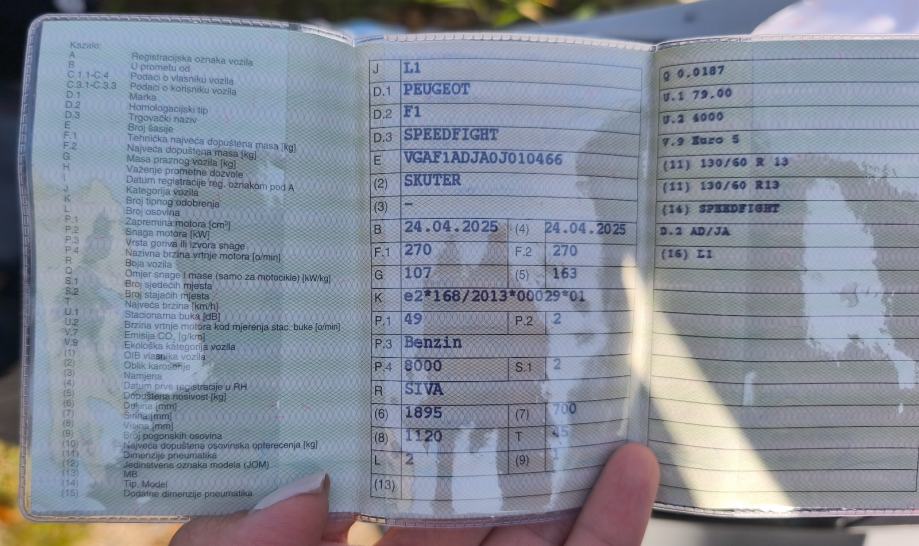 Kazalo:
A Registracijska oznaka vozila
B U prometu od
C.1.1-C.4 Podaci o vlasniku vozila
C.3.1-C.3.3 Podaci o korisniku vozila
D.1 Marka
D.2 Homologacijski tip
D.3 Trgovački naziv
E Broj šasije
F.1 Tehnička najveća dopuštena masa [kg]
F.2 Najveća dopuštena masa [kg]
G Masa praznog vozila [kg]
H Važenje prometne dozvole
I Datum registracije reg. oznakom pod A
J Kategorija vozila
K Broj tipnog odobrenja
L Broj osovina
P.1 Zapremina motora [cm³]
P.2 Snaga motora [kW]
P.3 Vrsta goriva ili izvora snage
P.4 Nazivna brzina vrtnje motora [o/min]
R Boja vozila
Q Omjer snage i mase (samo za motocikle) [kW/kg]
S.1 Broj sjedećih mjesta
S.2 Broj stajaćih mjesta
T Najveća brzina [km/h]
U.1 Stacionarna buka [dB]
U.2 Brzina vrtnje motora kod mjerenja stac. buke [o/min]
V.7 Emisija CO₂ [g/km]
V.9 Ekološka kategorija vozila
(1) OIB vlasnika vozila
(2) Oblik karoserije
(3) Namjena
(4) Datum prve registracije u RH
(5) Dopuštena nosivost [kg]
(6) Duljina [mm]
(7) Širina [mm]
(8) Visina [mm]
(9) Broj pogonskih osovina
(10) Najveća dopuštena osovinska opterećenja [kg]
(11) Dimenzije pneumatika
(12) Jedinstvena oznaka modela (JOM)
(13) MB
(14) Tip, Model
(15) Dodatne dimenzije pneumatika
J L1
D.1 PEUGEOT
D.2 F1
D.3 SPEEDFIGHT
E VGAF1ADJA0J010466
(2) SKUTER
(3) –
B 24.04.2025 (4) 24.04.2025
F.1 270 F.2 270
G 107 (5) 163
K e2*168/2013*00029*01
P.1 49 P.2 2
P.3 Benzin
P.4 8000 S.1 2
R SIVA
(6) 1895 (7) 700
(8) 1120 T 45
L 2 (9)
(13)
Q 0.0187
U.1 79.00
U.2 4000
V.9 Euro 5
(11) 130/60 R 13
(11) 130/60 R13
(14) SPEEDFIGHT
D.2 AD/JA
(16) L1